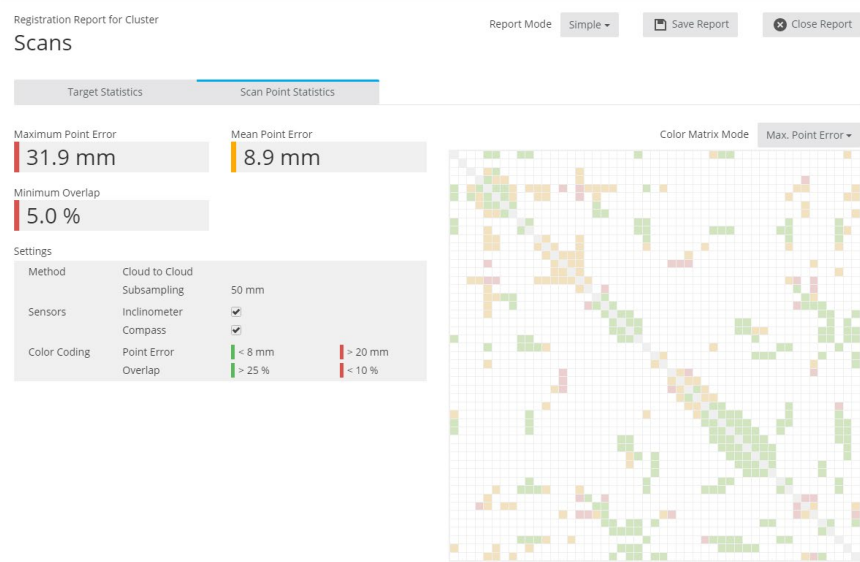 Registration Report for Cluster
Scans
Report Mode Simple Save Report Close Report
Target Statistics Scan Point Statistics
Maximum Point Error Mean Point Error
31.9 mm 8.9 mm
Minimum Overlap
5.0 %
Color Matrix Mode Max. Point Error
Settings
Method Cloud to Cloud
Subsampling 50 mm
Sensors Inclinometer
Compass
Color Coding Point Error < 8 mm > 20 mm
Overlap > 25 % < 10 %